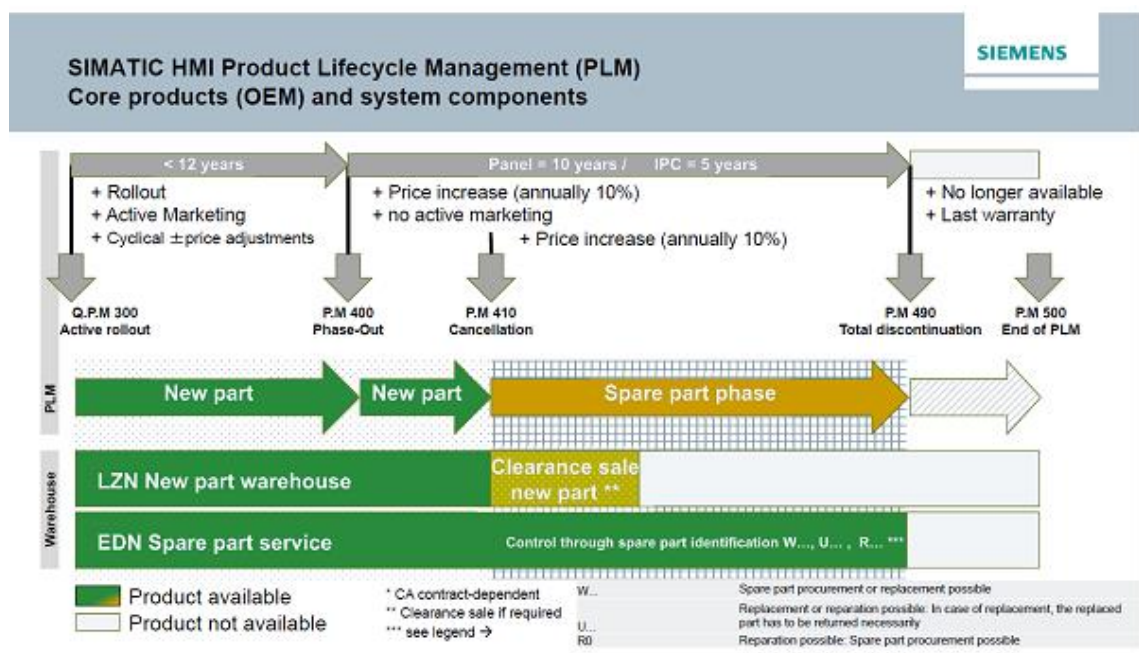 SIEMENS
SIMATIC HMI Product Lifecycle Management (PLM)
Core products (OEM) and system components
< 12 years
Panel = 10 years / IPC = 5 years
+ Rollout
+ Active Marketing
+ Cyclical ±price adjustments
+ Price increase (annually 10%)
+ no active marketing
+ Price increase (annually 10%)
+ No longer available
+ Last warranty
Q.P.M 300
Active rollout
P.M 400
Phase-Out
P.M 410
Cancellation
P.M 490
Total discontinuation
P.M 500
End of PLM
PLM
New part
New part
Spare part phase
Warehouse
LZN New part warehouse
Clearance sale
new part **
EDN Spare part service
Control through spare part identification W..., U... , R... ***
Product available
Product not available
* CA contract-dependent
** Clearance sale if required
*** see legend →
W... Spare part procurement or replacement possible
Replacement or reparation possible: In case of replacement, the replaced
U... part has to be returned necessarily
R0 Reparation possible: Spare part procurement possible